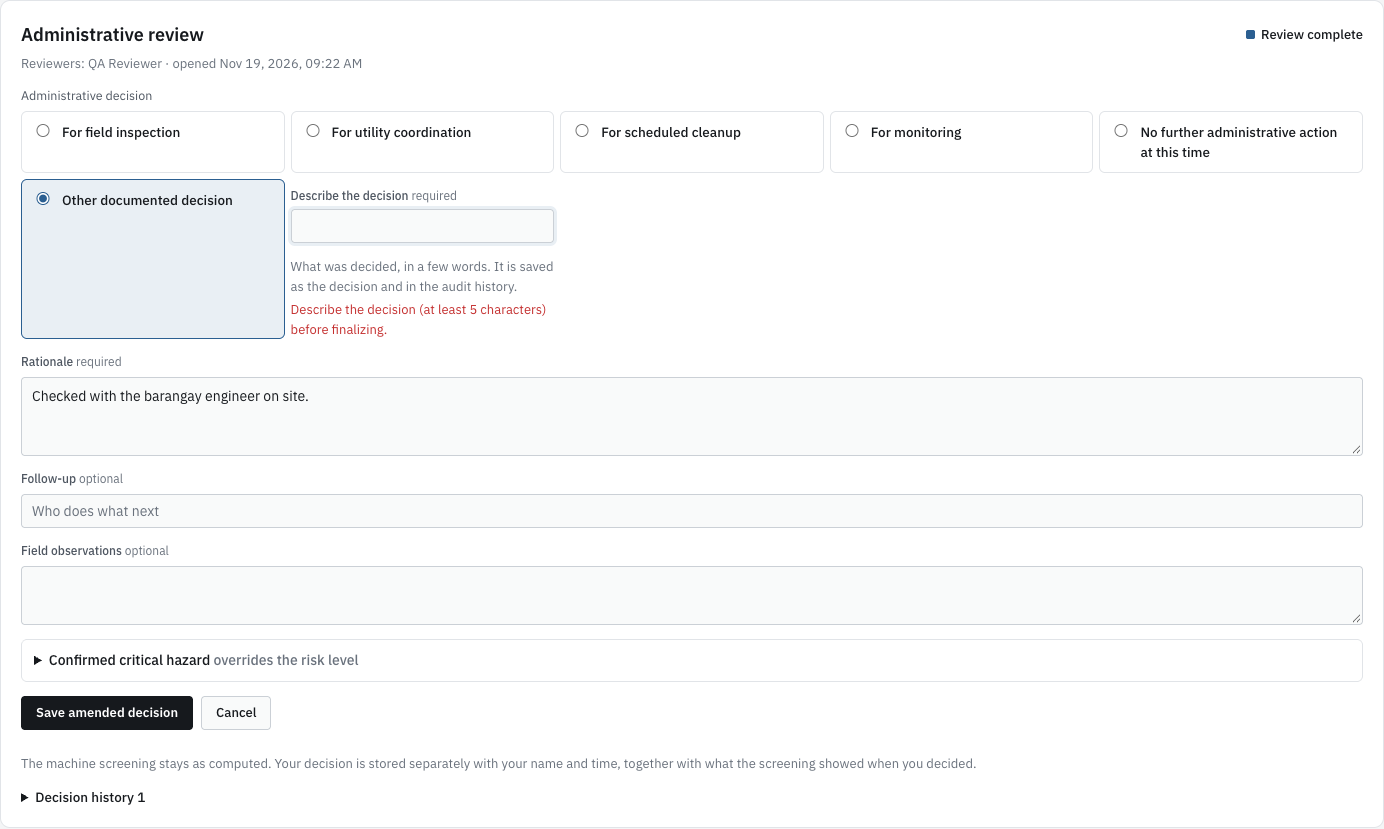 Administrative review
Review complete
Reviewers: QA Reviewer · opened Nov 19, 2026, 09:22 AM
Administrative decision
For field inspection
For utility coordination
For scheduled cleanup
For monitoring
No further administrative action
at this time
Other documented decision
Describe the decision required
What was decided, in a few words. It is saved
as the decision and in the audit history.
Describe the decision (at least 5 characters)
before finalizing.
Rationale required
Checked with the barangay engineer on site.
Follow-up optional
Who does what next
Field observations optional
Confirmed critical hazard overrides the risk level
Save amended decision
Cancel
The machine screening stays as computed. Your decision is stored separately with your name and time, together with what the screening showed when you decided.
Decision history 1